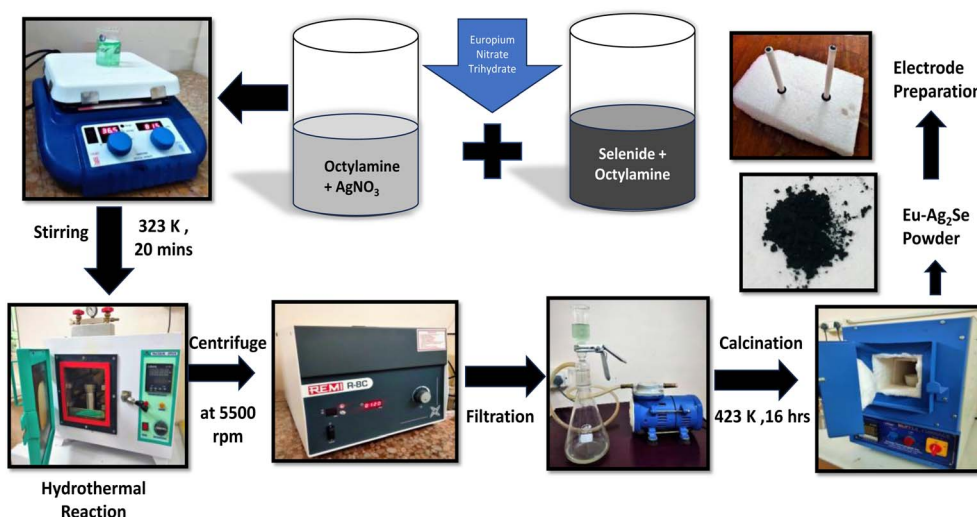 Europium
Nitrate
Trihydrate
Octylamine
+ AgNO₃
Selenide +
Octylamine
Electrode
Preparation
Stirring
323 K ,
20 mins
Eu-Ag₂Se
Powder
Hydrothermal
Reaction
Centrifuge
at 5500
rpm
REMI R-8C
Filtration
Calcination
423 K ,16 hrs